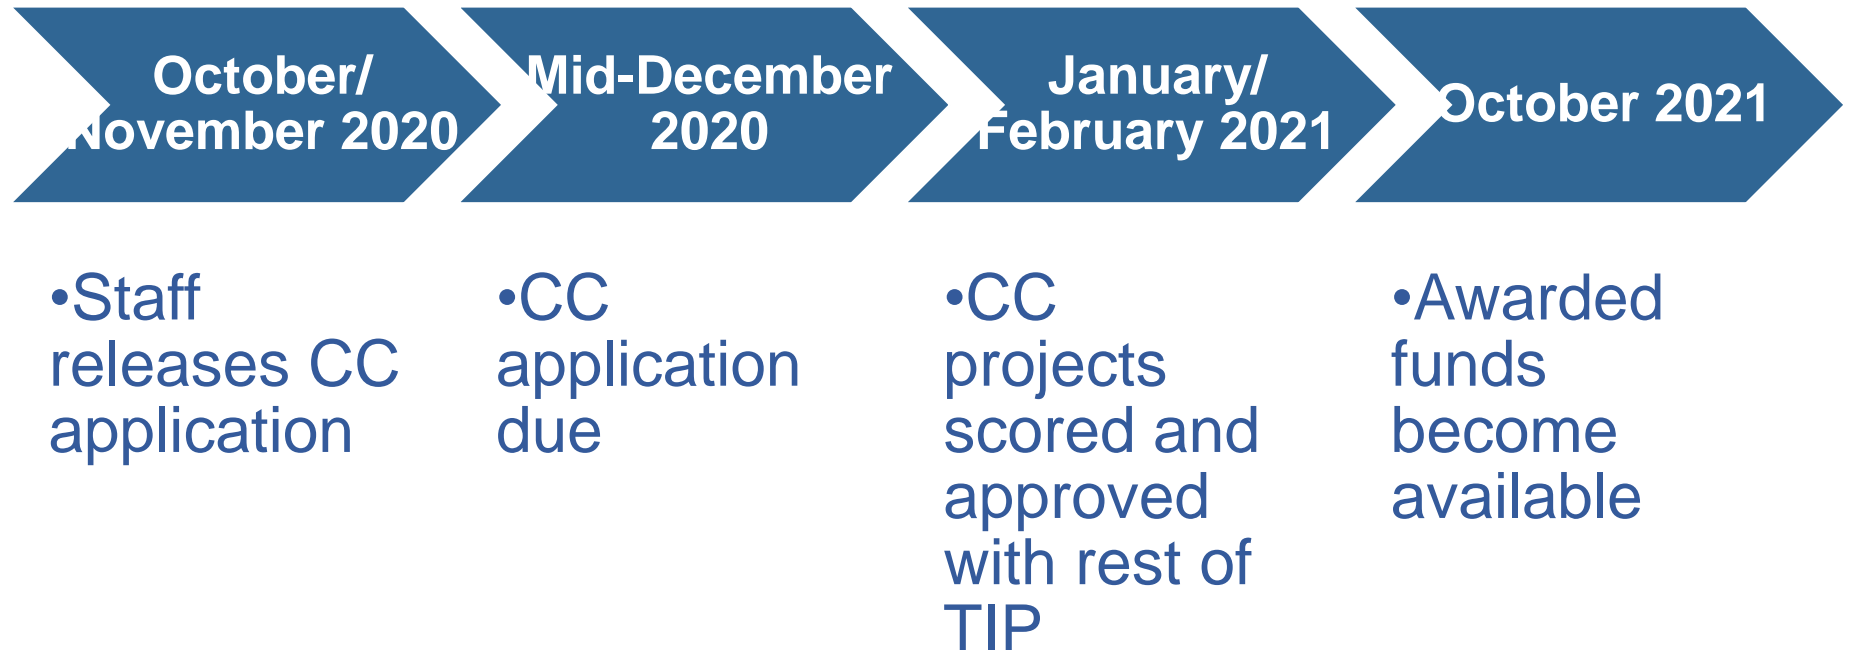 October/
November 2020
Mid-December
2020
January/
February 2021
October 2021
•Staff
releases CC
application
•CC
application
due
•CC
projects
scored and
approved
with rest of
TIP
•Awarded
funds
become
available